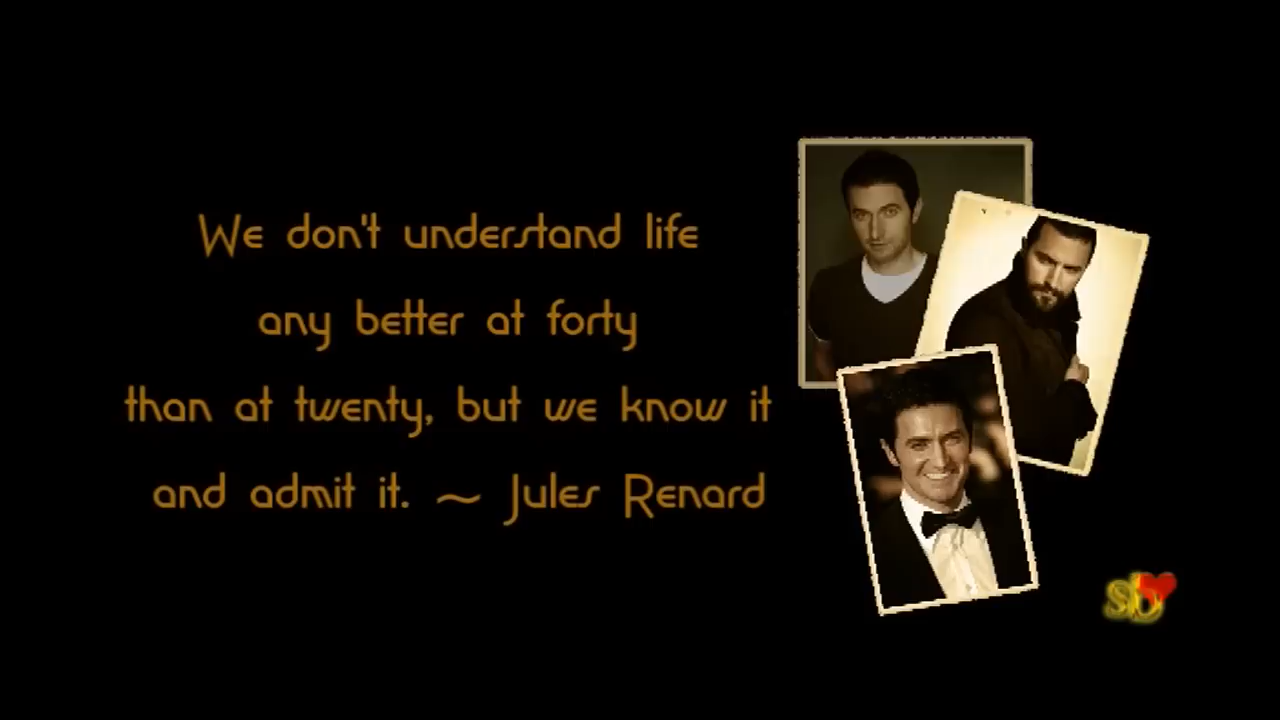 We don't understand life
any better at forty
than at twenty, but we know it
and admit it. ~ Jules Renard
sb